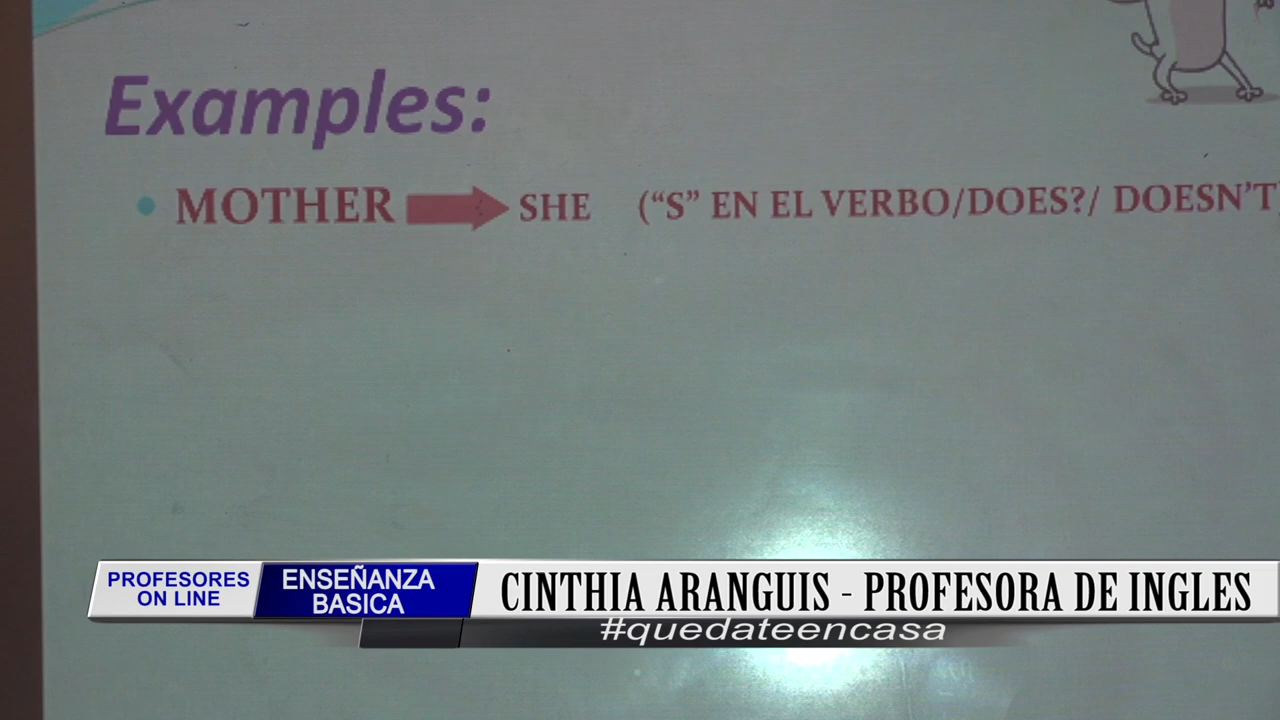 Examples:
• MOTHER SHE ("S" EN EL VERBO/DOES?/ DOESN'T
PROFESORES
ON LINE
ENSEÑANZA
BASICA
CINTHIA ARANGUIS - PROFESORA DE INGLES
#quedateencasa